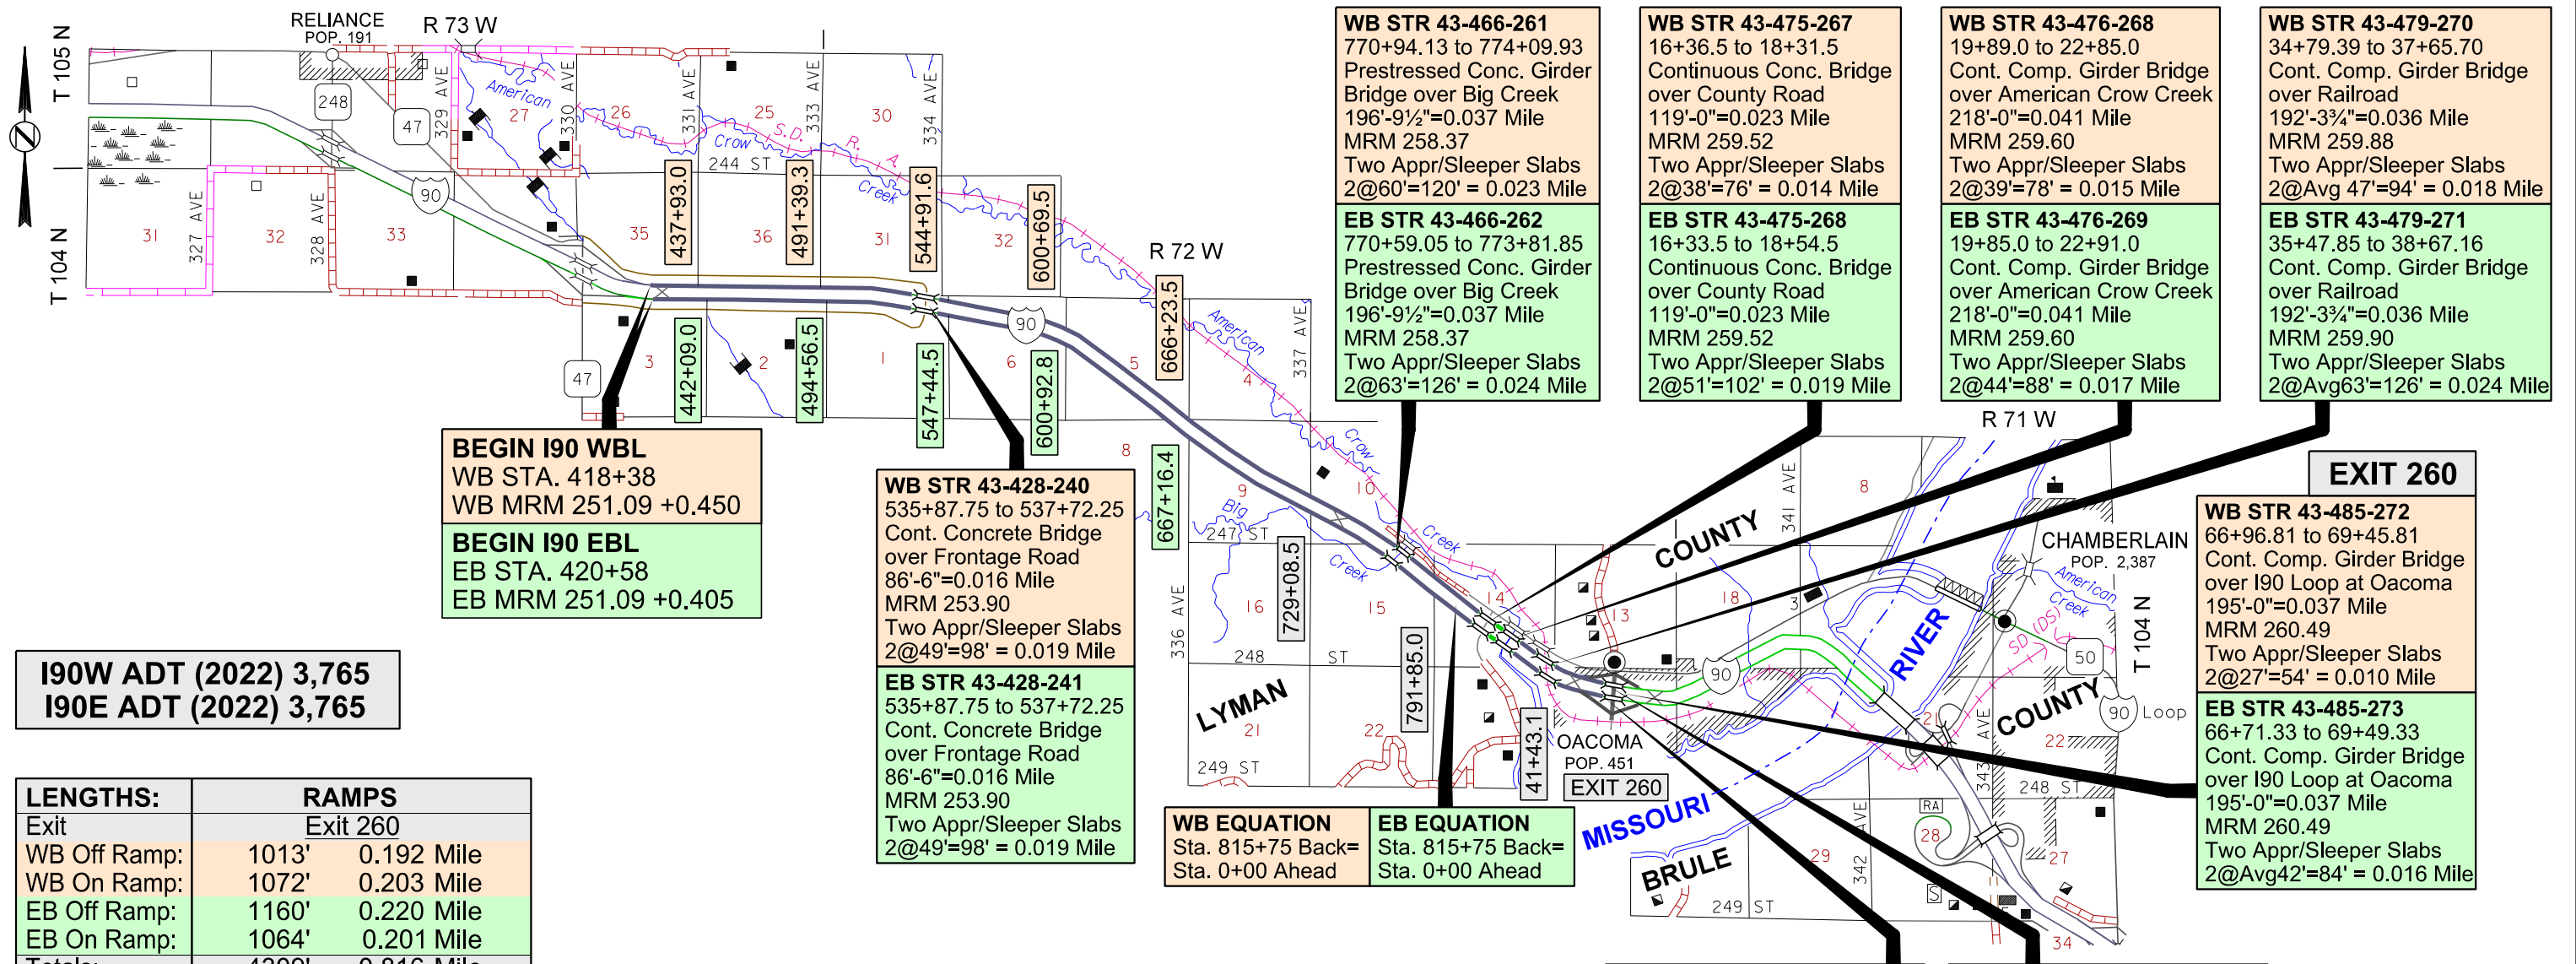 RELIANCE
POP. 191
R 73 W
T 105 N
T 104 N
248
47
329 AVE
330 AVE
331 AVE
333 AVE
334 AVE
American
Crow
Creek
S.D. R. A.
244 ST
27
26
25
30
31
327 AVE
32
328 AVE
33
90
35
36
31
32
437+93.0
491+39.3
544+91.6
600+69.5
666+23.5
R 72 W
47
3
2
1
6
5
4
8
90
442+09.0
494+56.5
547+44.5
600+92.8
667+16.4
337 AVE
American
Crow
Creek
BEGIN I90 WBL
WB STA. 418+38
WB MRM 251.09 +0.450
BEGIN I90 EBL
EB STA. 420+58
EB MRM 251.09 +0.405
WB STR 43-428-240
535+87.75 to 537+72.25
Cont. Concrete Bridge
over Frontage Road
86'-6"=0.016 Mile
MRM 253.90
Two Appr/Sleeper Slabs
2@49'=98' = 0.019 Mile
EB STR 43-428-241
535+87.75 to 537+72.25
Cont. Concrete Bridge
over Frontage Road
86'-6"=0.016 Mile
MRM 253.90
Two Appr/Sleeper Slabs
2@49'=98' = 0.019 Mile
WB STR 43-466-261
770+94.13 to 774+09.93
Prestressed Conc. Girder
Bridge over Big Creek
196'-9½"=0.037 Mile
MRM 258.37
Two Appr/Sleeper Slabs
2@60'=120' = 0.023 Mile
EB STR 43-466-262
770+59.05 to 773+81.85
Prestressed Conc. Girder
Bridge over Big Creek
196'-9½"=0.037 Mile
MRM 258.37
Two Appr/Sleeper Slabs
2@63'=126' = 0.024 Mile
WB STR 43-475-267
16+36.5 to 18+31.5
Continuous Conc. Bridge
over County Road
119'-0"=0.023 Mile
MRM 259.52
Two Appr/Sleeper Slabs
2@38'=76' = 0.014 Mile
EB STR 43-475-268
16+33.5 to 18+54.5
Continuous Conc. Bridge
over County Road
119'-0"=0.023 Mile
MRM 259.52
Two Appr/Sleeper Slabs
2@51'=102' = 0.019 Mile
WB STR 43-476-268
19+89.0 to 22+85.0
Cont. Comp. Girder Bridge
over American Crow Creek
218'-0"=0.041 Mile
MRM 259.60
Two Appr/Sleeper Slabs
2@39'=78' = 0.015 Mile
EB STR 43-476-269
19+85.0 to 22+91.0
Cont. Comp. Girder Bridge
over American Crow Creek
218'-0"=0.041 Mile
MRM 259.60
Two Appr/Sleeper Slabs
2@44'=88' = 0.017 Mile
WB STR 43-479-270
34+79.39 to 37+65.70
Cont. Comp. Girder Bridge
over Railroad
192'-3¾"=0.036 Mile
MRM 259.88
Two Appr/Sleeper Slabs
2@Avg 47'=94' = 0.018 Mile
EB STR 43-479-271
35+47.85 to 38+67.16
Cont. Comp. Girder Bridge
over Railroad
192'-3¾"=0.036 Mile
MRM 259.90
Two Appr/Sleeper Slabs
2@Avg63'=126' = 0.024 Mile
R 71 W
EXIT 260
WB STR 43-485-272
66+96.81 to 69+45.81
Cont. Comp. Girder Bridge
over I90 Loop at Oacoma
195'-0"=0.037 Mile
MRM 260.49
Two Appr/Sleeper Slabs
2@27'=54' = 0.010 Mile
EB STR 43-485-273
66+71.33 to 69+49.33
Cont. Comp. Girder Bridge
over I90 Loop at Oacoma
195'-0"=0.037 Mile
MRM 260.49
Two Appr/Sleeper Slabs
2@Avg42'=84' = 0.016 Mile
9
10
Big
Creek
247 ST
336 AVE
16
15
14
13
18
8
3
341 AVE
729+08.5
791+85.0
41+43.1
248 ST
LYMAN
COUNTY
21
22
249 ST
OACOMA
POP. 451
EXIT 260
90
MISSOURI
RIVER
CHAMBERLAIN
POP. 2,387
American
Creek
SD (DS)
50
T 104 N
90 Loop
COUNTY
BRULE
21
22
343 AVE
248 ST
RA
28
27
29
342 AVE
249 ST
S
34
WB EQUATION
Sta. 815+75 Back=
Sta. 0+00 Ahead
EB EQUATION
Sta. 815+75 Back=
Sta. 0+00 Ahead
I90W ADT (2022) 3,765
I90E ADT (2022) 3,765
LENGTHS: RAMPS
Exit Exit 260
WB Off Ramp: 1013' 0.192 Mile
WB On Ramp: 1072' 0.203 Mile
EB Off Ramp: 1160' 0.220 Mile
EB On Ramp: 1064' 0.201 Mile
Totals: 4309' 0.816 Mile